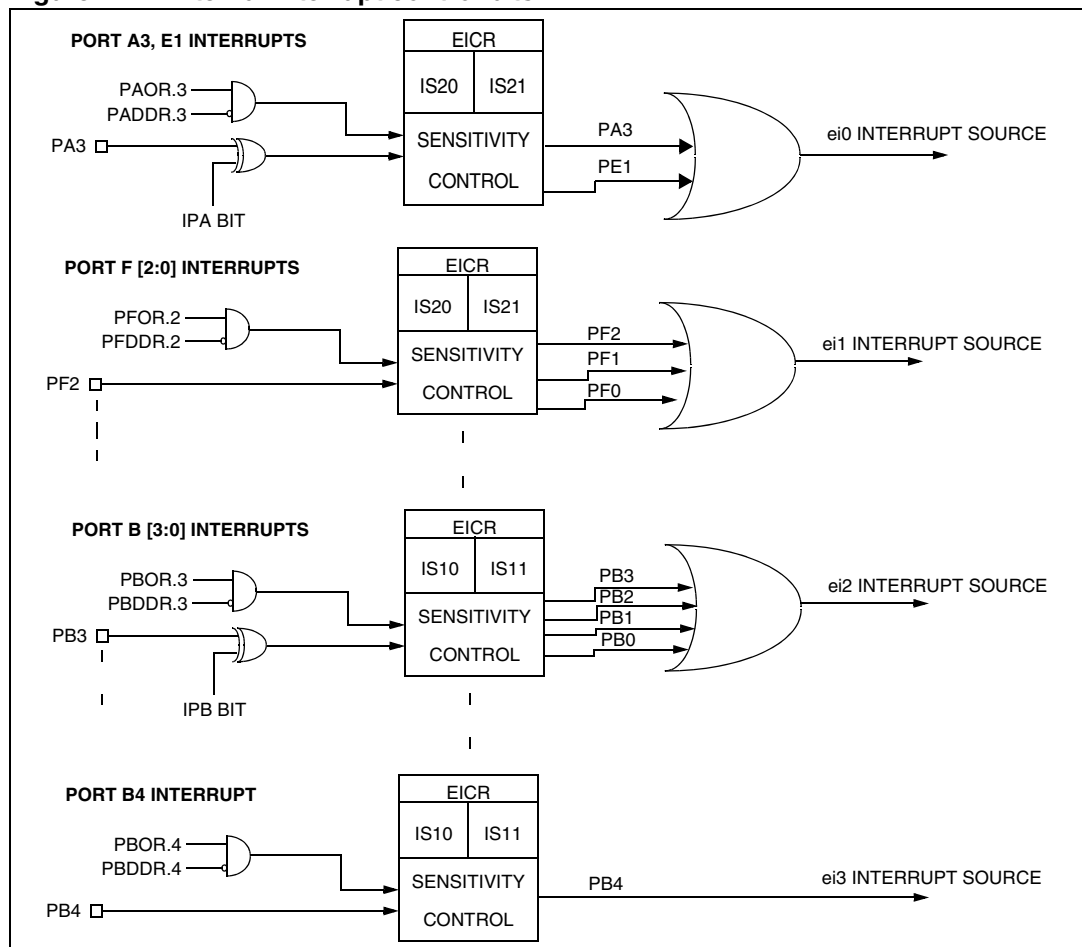 PORT A3, E1 INTERRUPTS
EICR
IS20 IS21
PAOR.3
PADDR.3
PA3
IPA BIT
SENSITIVITY
CONTROL
PA3
PE1
ei0 INTERRUPT SOURCE
PORT F [2:0] INTERRUPTS
EICR
IS20 IS21
PFOR.2
PFDDR.2
PF2
SENSITIVITY
CONTROL
PF2
PF1
PF0
ei1 INTERRUPT SOURCE
PORT B [3:0] INTERRUPTS
EICR
IS10 IS11
PBOR.3
PBDDR.3
PB3
IPB BIT
SENSITIVITY
CONTROL
PB3
PB2
PB1
PB0
ei2 INTERRUPT SOURCE
PORT B4 INTERRUPT
EICR
IS10 IS11
PBOR.4
PBDDR.4
PB4
SENSITIVITY
CONTROL
PB4
ei3 INTERRUPT SOURCE